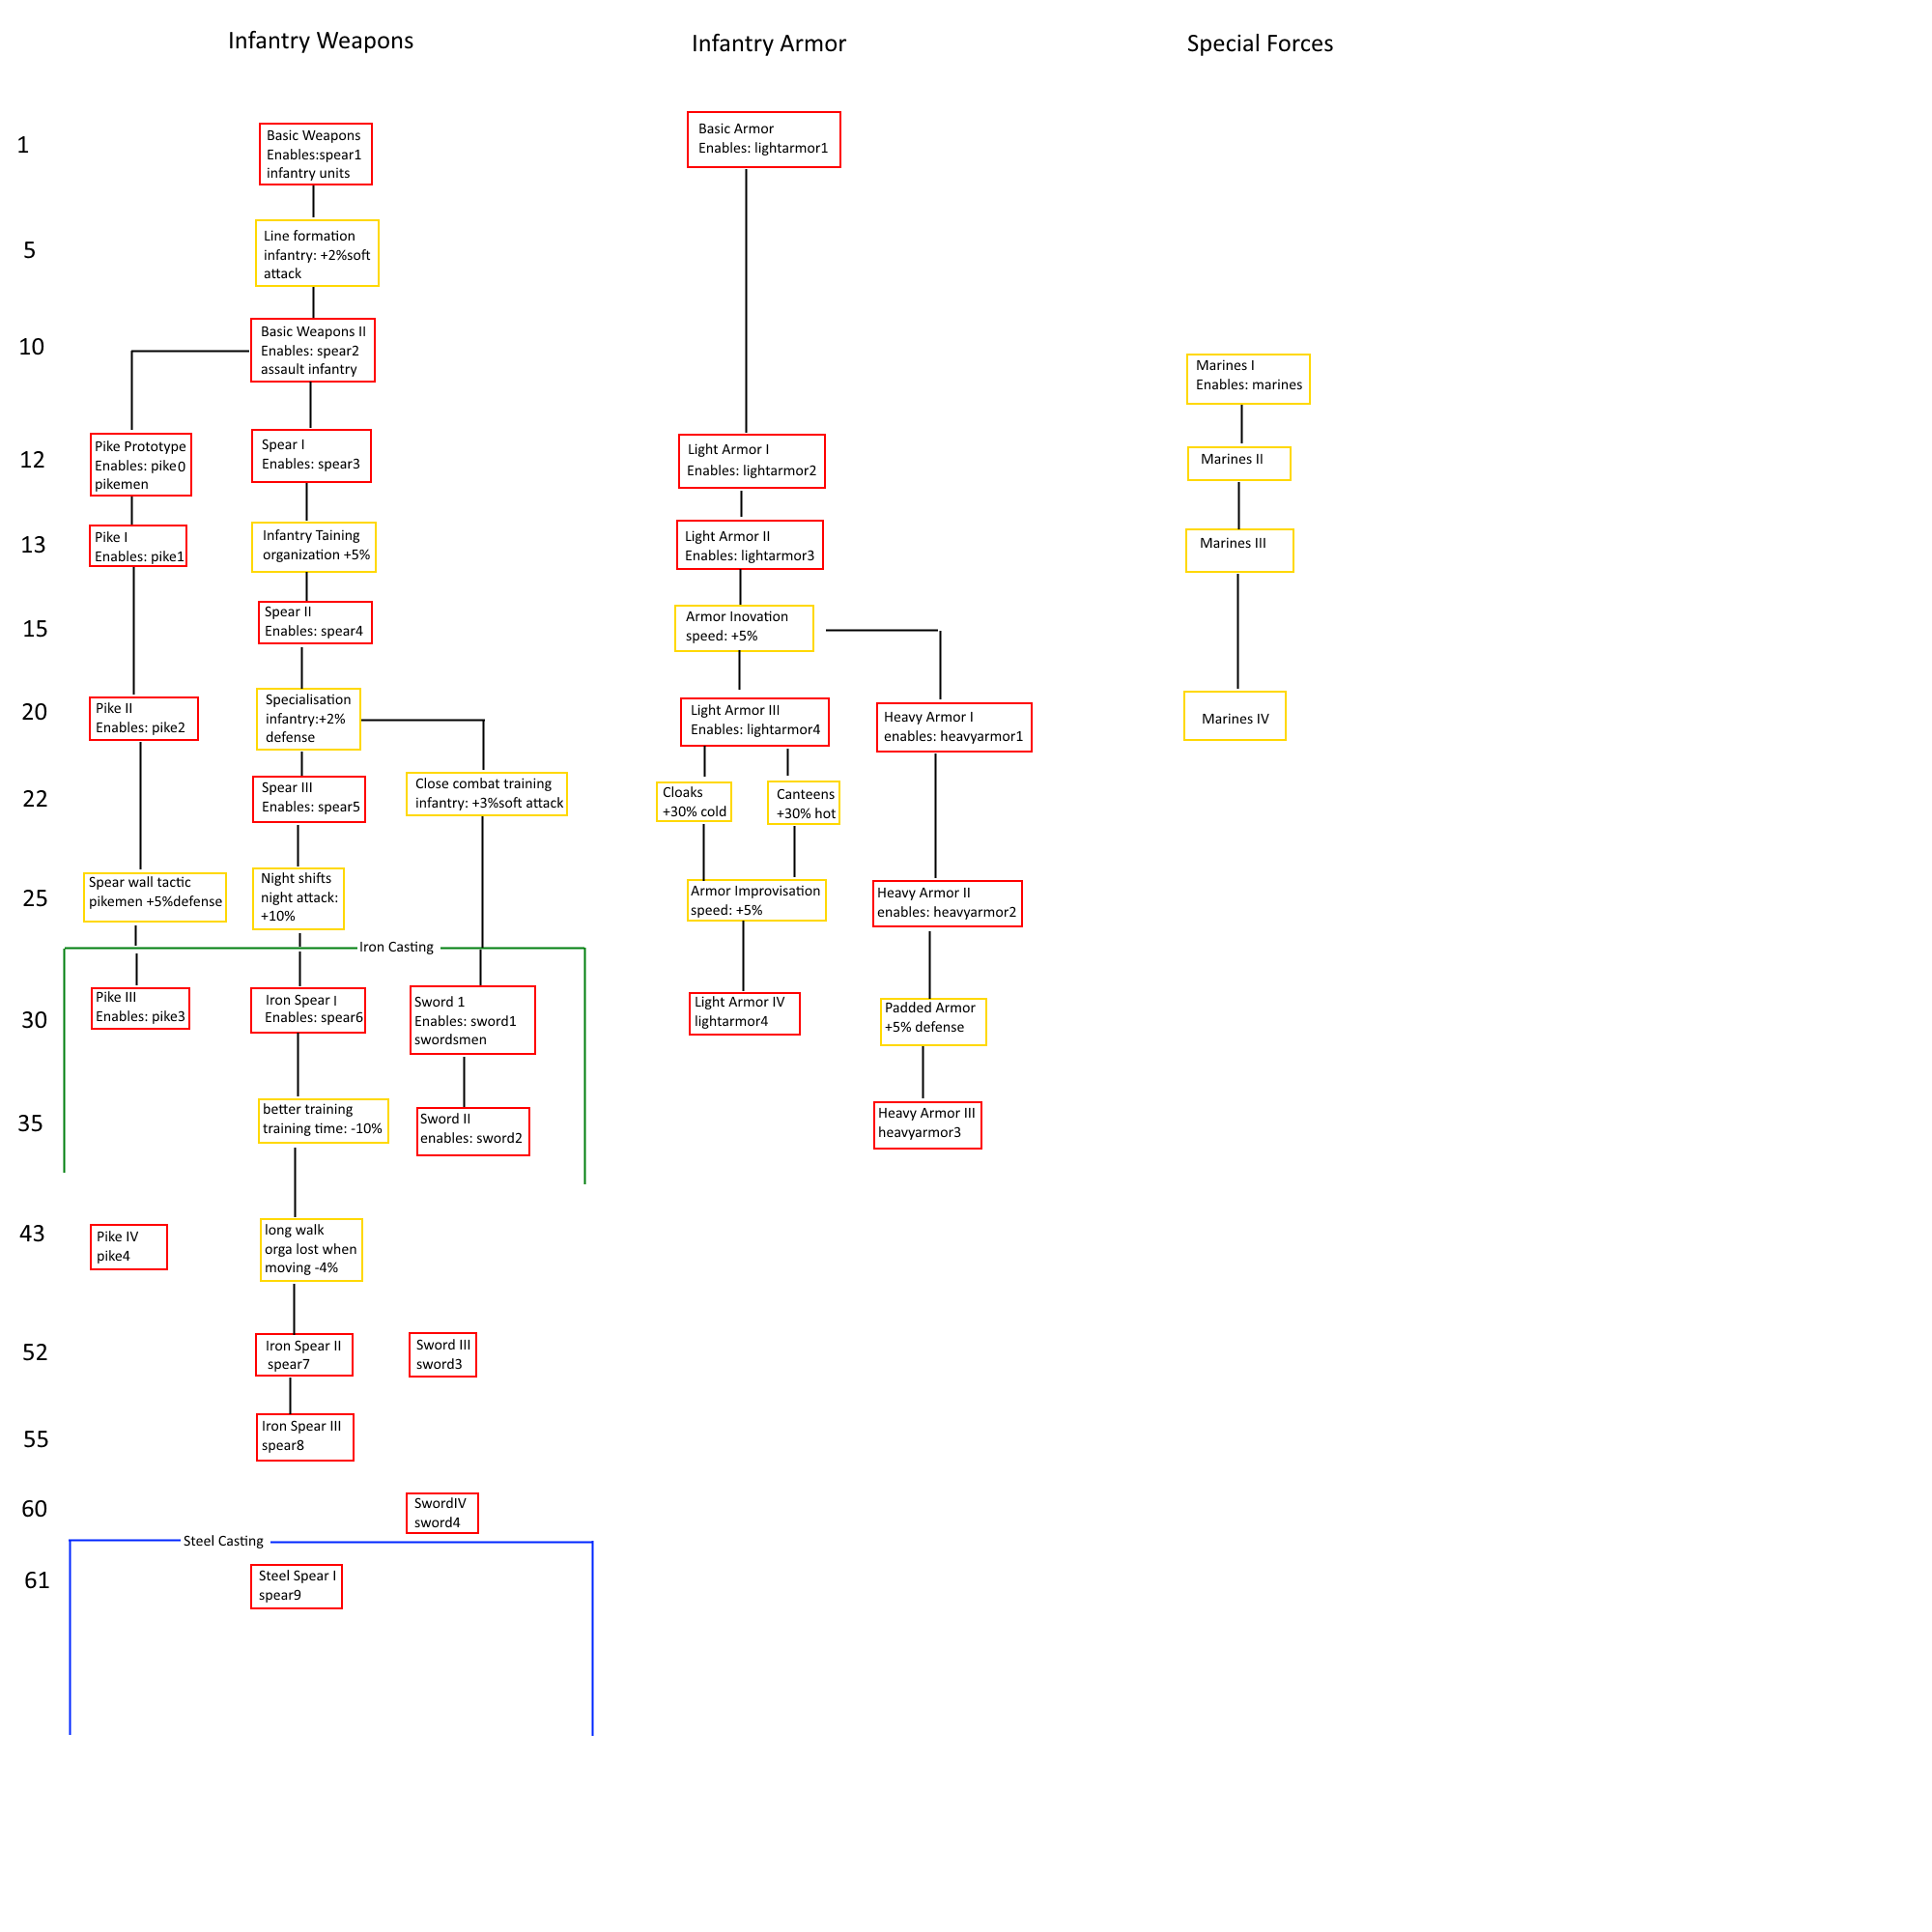 Infantry Weapons
Infantry Armor
Special Forces
1
Basic Weapons
Enables:spear1
infantry units
Basic Armor
Enables: lightarmor1
5
Line formation
infantry: +2%soft
attack
10
Basic Weapons II
Enables: spear2
assault infantry
Marines I
Enables: marines
12
Pike Prototype
Enables: pike0
pikemen
Spear I
Enables: spear3
Light Armor I
Enables: lightarmor2
Marines II
13
Pike I
Enables: pike1
Infantry Taining
organization +5%
Light Armor II
Enables: lightarmor3
Marines III
15
Spear II
Enables: spear4
Armor Inovation
speed: +5%
20
Pike II
Enables: pike2
Specialisation
infantry:+2%
defense
Light Armor III
Enables: lightarmor4
Heavy Armor I
enables: heavyarmor1
Marines IV
22
Spear III
Enables: spear5
Close combat training
infantry: +3%soft attack
Cloaks
+30% cold
Canteens
+30% hot
25
Spear wall tactic
pikemen +5%defense
Night shifts
night attack:
+10%
Armor Improvisation
speed: +5%
Heavy Armor II
enables: heavyarmor2
Iron Casting
30
Pike III
Enables: pike3
Iron Spear I
Enables: spear6
Sword 1
Enables: sword1
swordsmen
Light Armor IV
lightarmor4
Padded Armor
+5% defense
35
better training
training time: -10%
Sword II
enables: sword2
Heavy Armor III
heavyarmor3
43
Pike IV
pike4
long walk
orga lost when
moving -4%
52
Iron Spear II
spear7
Sword III
sword3
55
Iron Spear III
spear8
60
SwordIV
sword4
Steel Casting
61
Steel Spear I
spear9